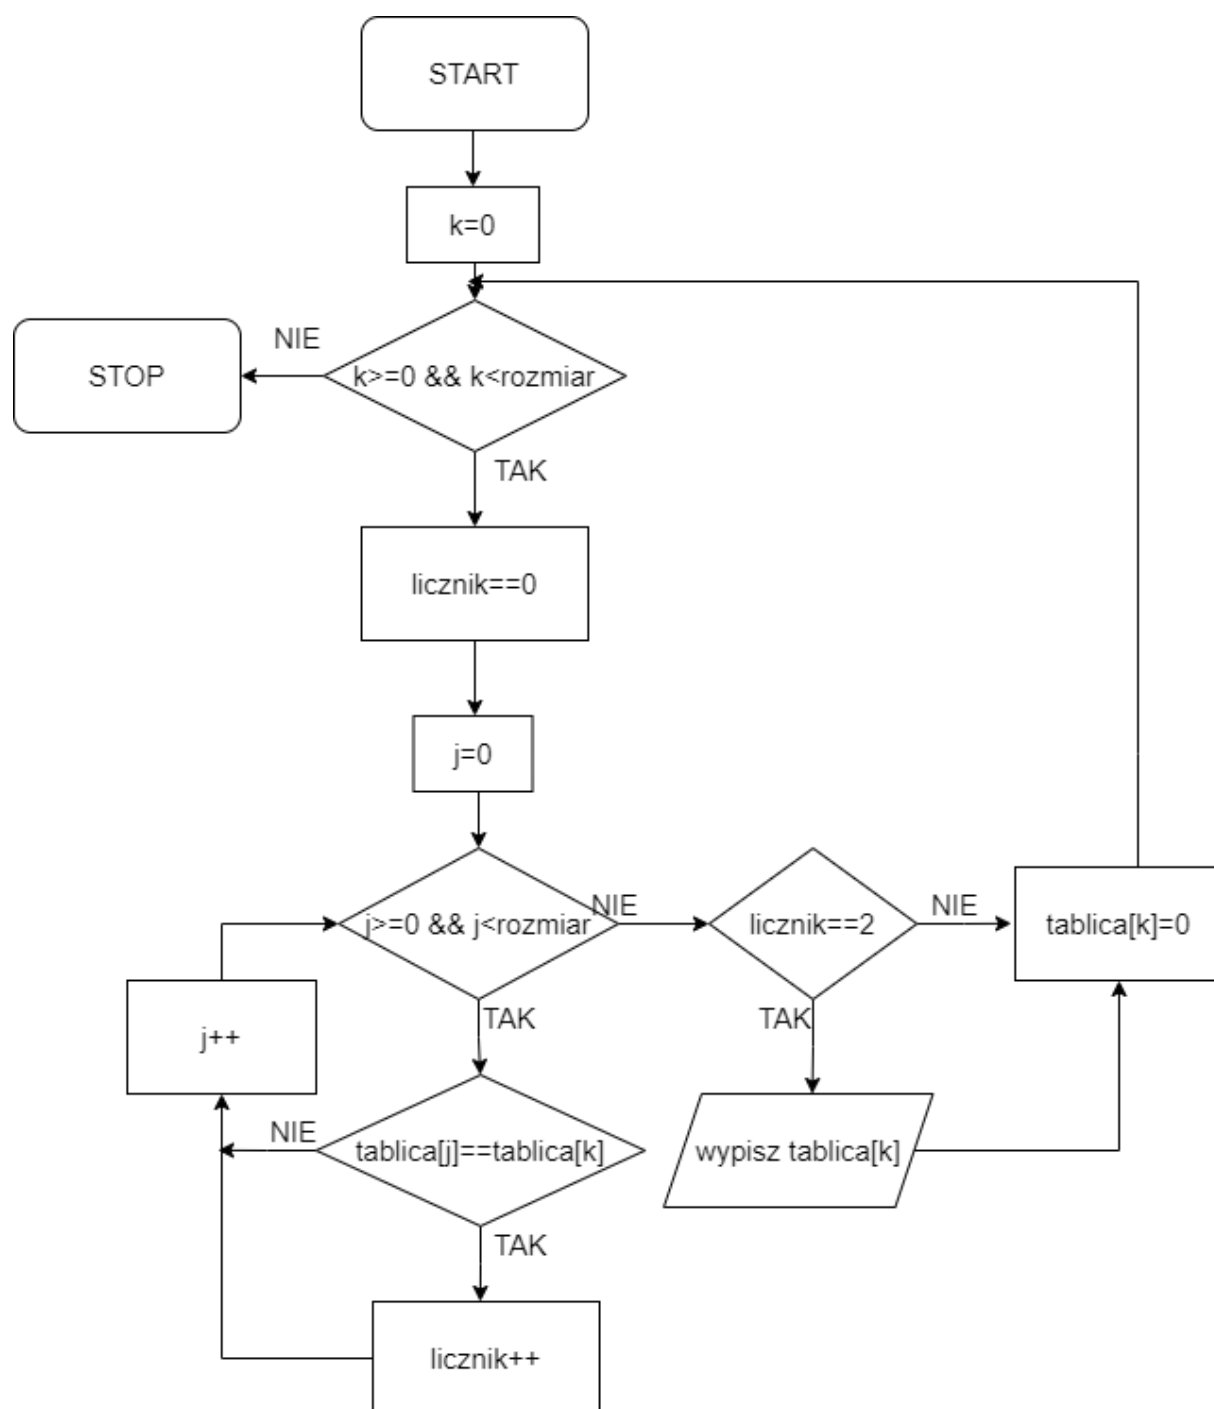 START
k=0
NIE
STOP
k>=0 && k<rozmiar
TAK
licznik==0
j=0
j>=0 && j<rozmiar
NIE
licznik==2
NIE
tablica[k]=0
TAK
TAK
j++
NIE
tablica[j]==tablica[k]
wypisz tablica[k]
TAK
licznik++